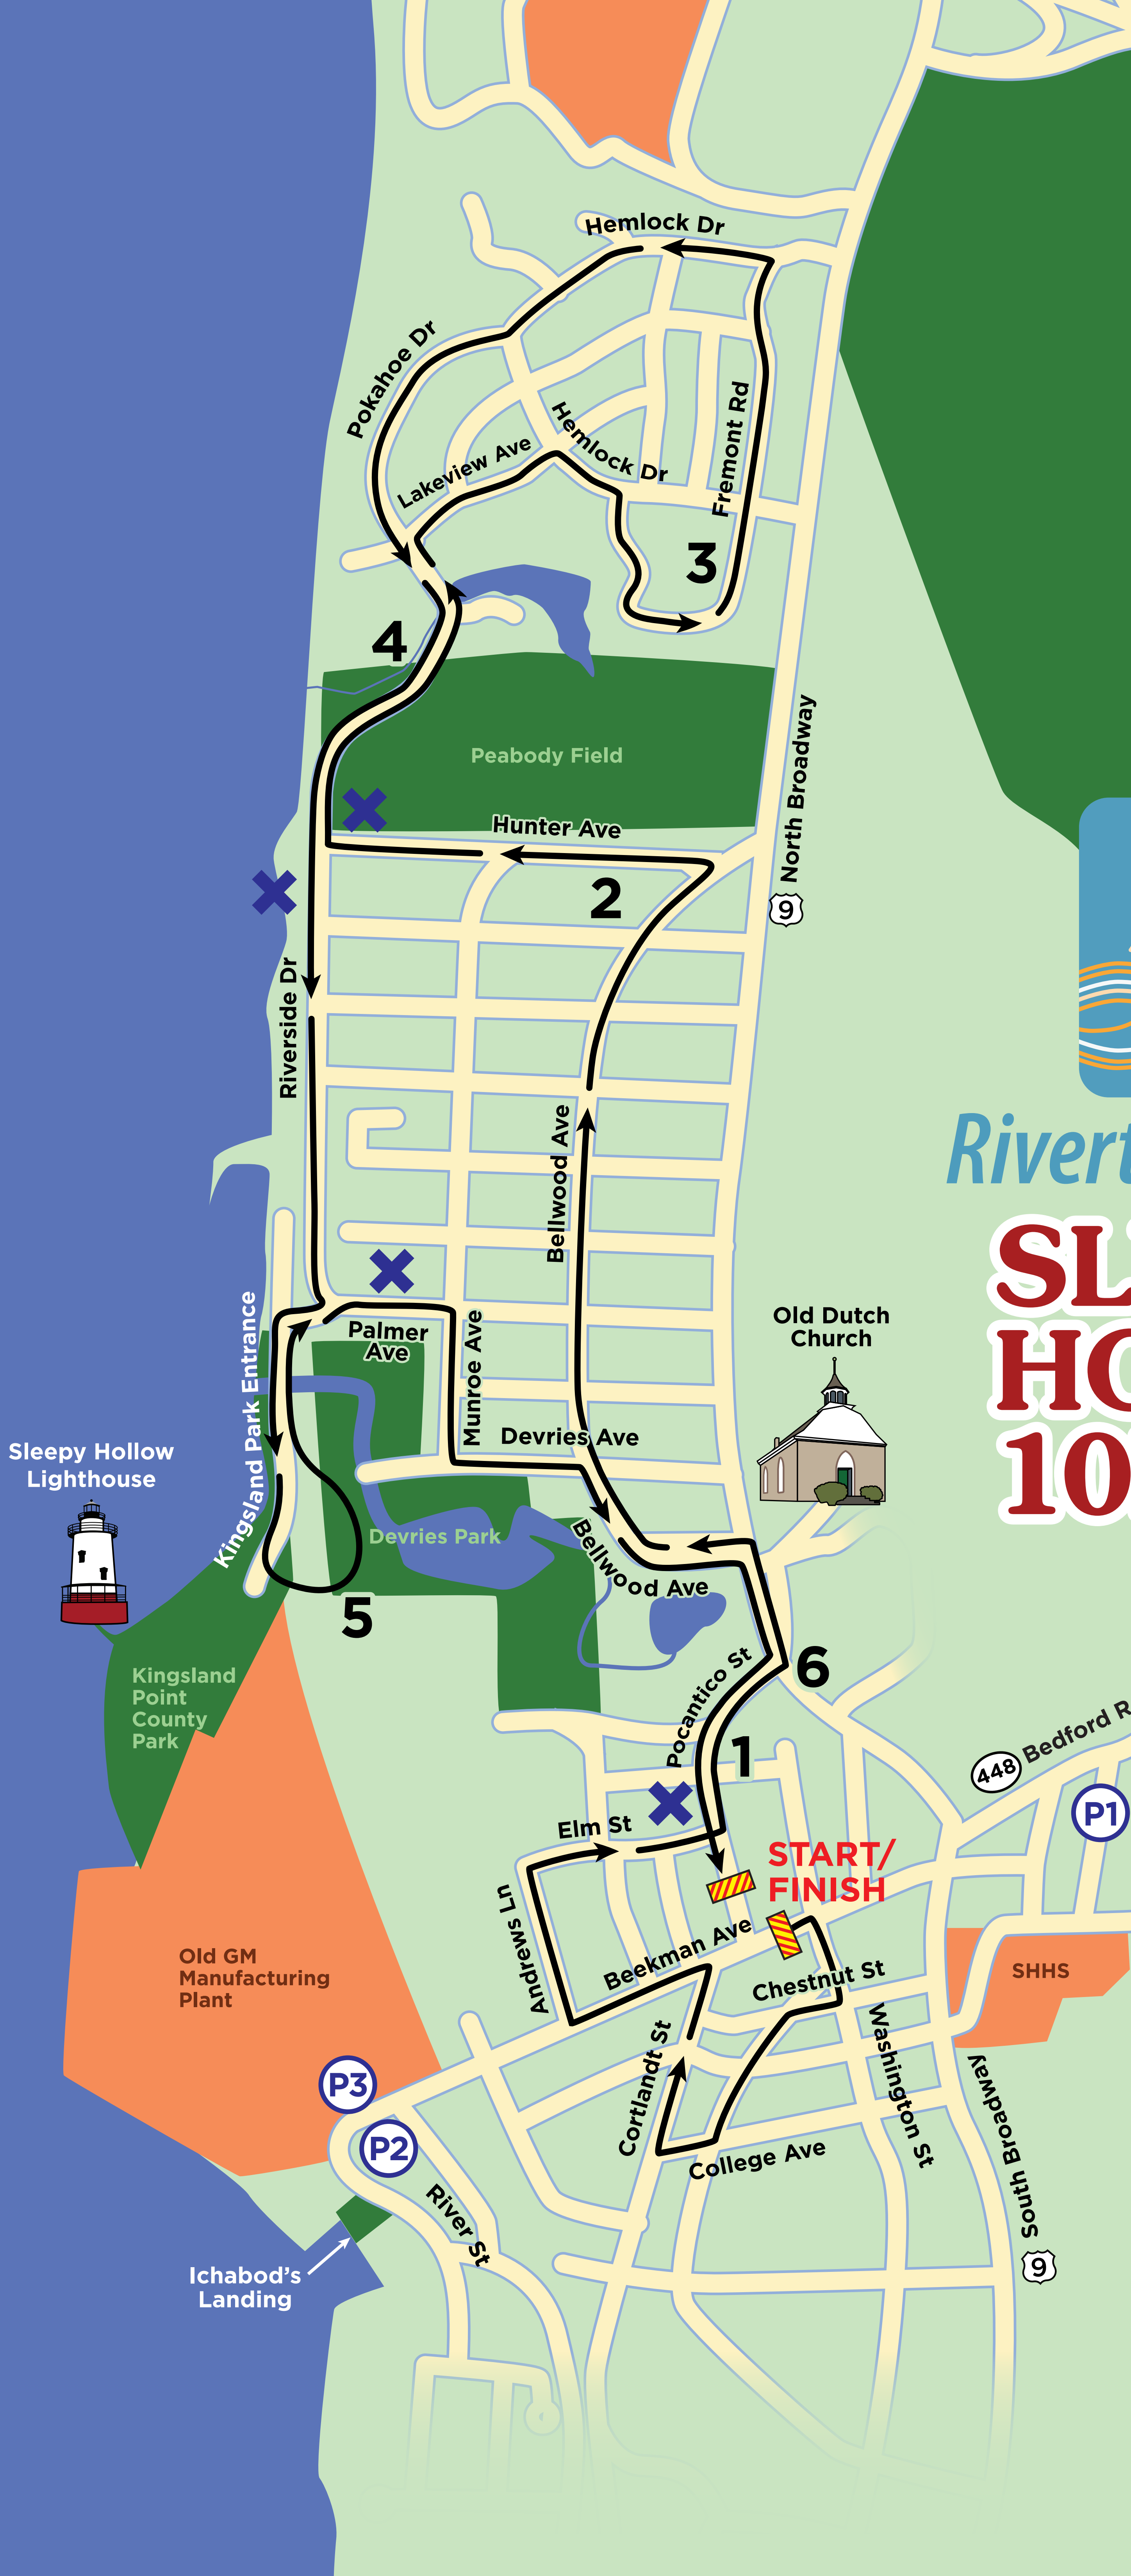 Hemlock Dr
Pokahoe Dr
Hemlock Dr
Lakeview Ave
Fremont Rd
3
4
Peabody Field
North Broadway
Hunter Ave
2
9
Riverside Dr
Bellwood Ave
Rivert
SL
HO
10
Old Dutch
Church
Kingsland Park Entrance
Palmer
Ave
Munroe Ave
Devries Ave
Sleepy Hollow
Lighthouse
Devries Park
Bellwood Ave
5
6
Kingsland
Point
County
Park
Pocantico St
1
448
Bedford R
P1
Elm St
START/
FINISH
Andrews Ln
Beekman Ave
Chestnut St
Old GM
Manufacturing
Plant
SHHS
Cortlandt St
Washington St
P3
P2
College Ave
South Broadway
River St
9
Ichabod's
Landing